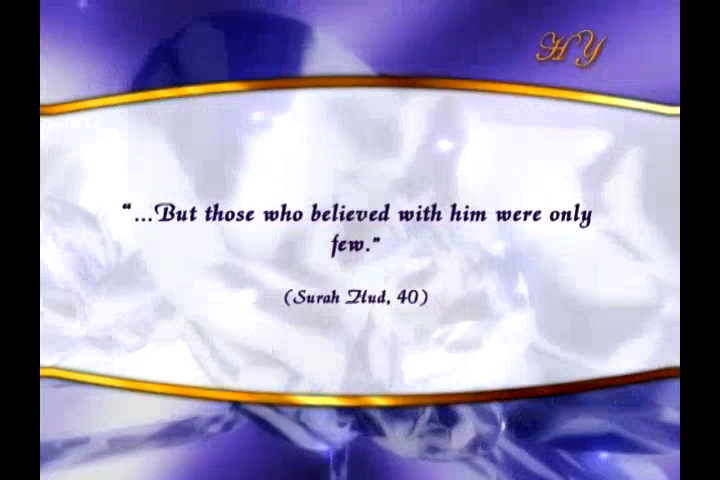 HY
“...But those who believed with him were only
few.”
(Surah Hud, 40)